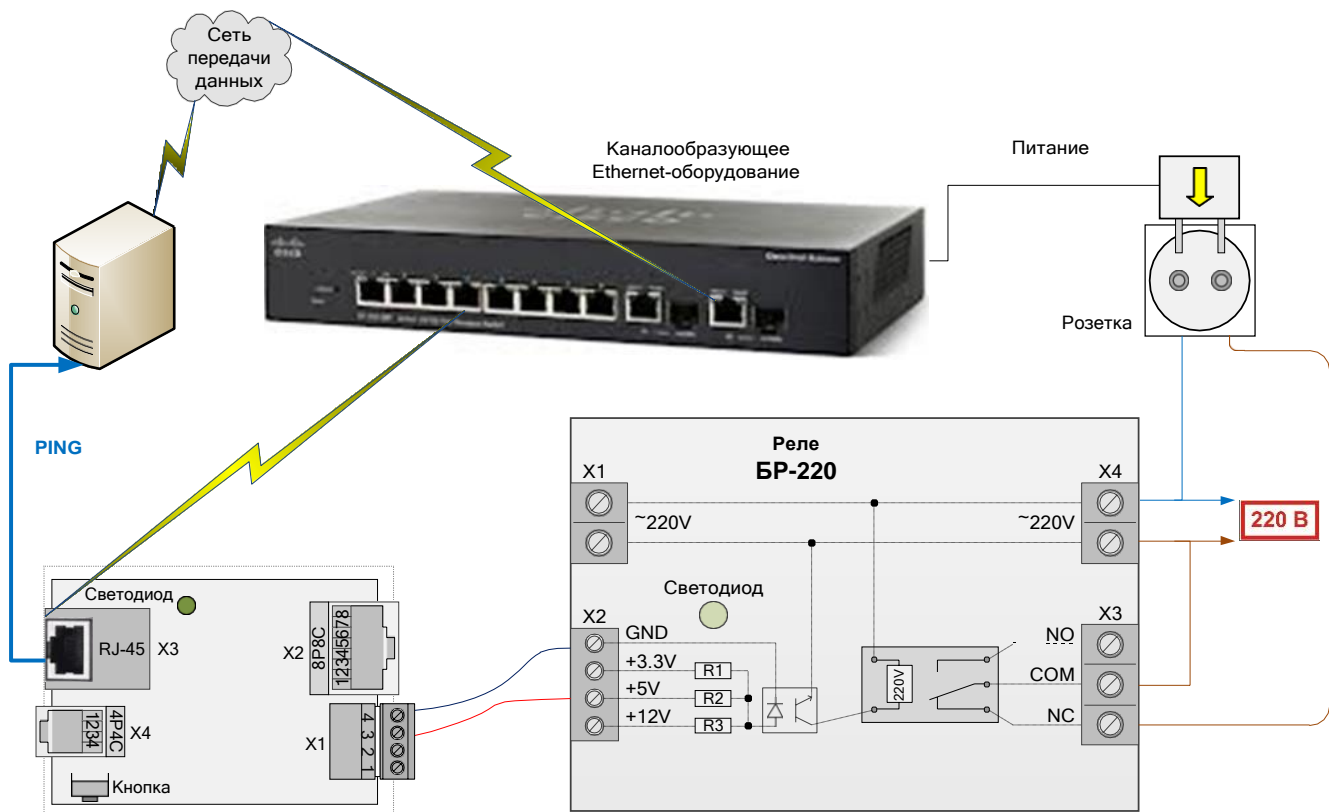 Сеть
передачи
данных
Каналообразующее
Ethernet-оборудование
Питание
Розетка
PING
Реле
БР-220
X1
X4
~220V
~220V
220 В
Светодиод
X2
GND
+3.3V
+5V
+12V
R1
R2
R3
220V
X3
NO
COM
NC
Светодиод
RJ-45
X3
X2
8P8C
12345678
4P4C
1234
X4
X1
4 3 2 1
Кнопка